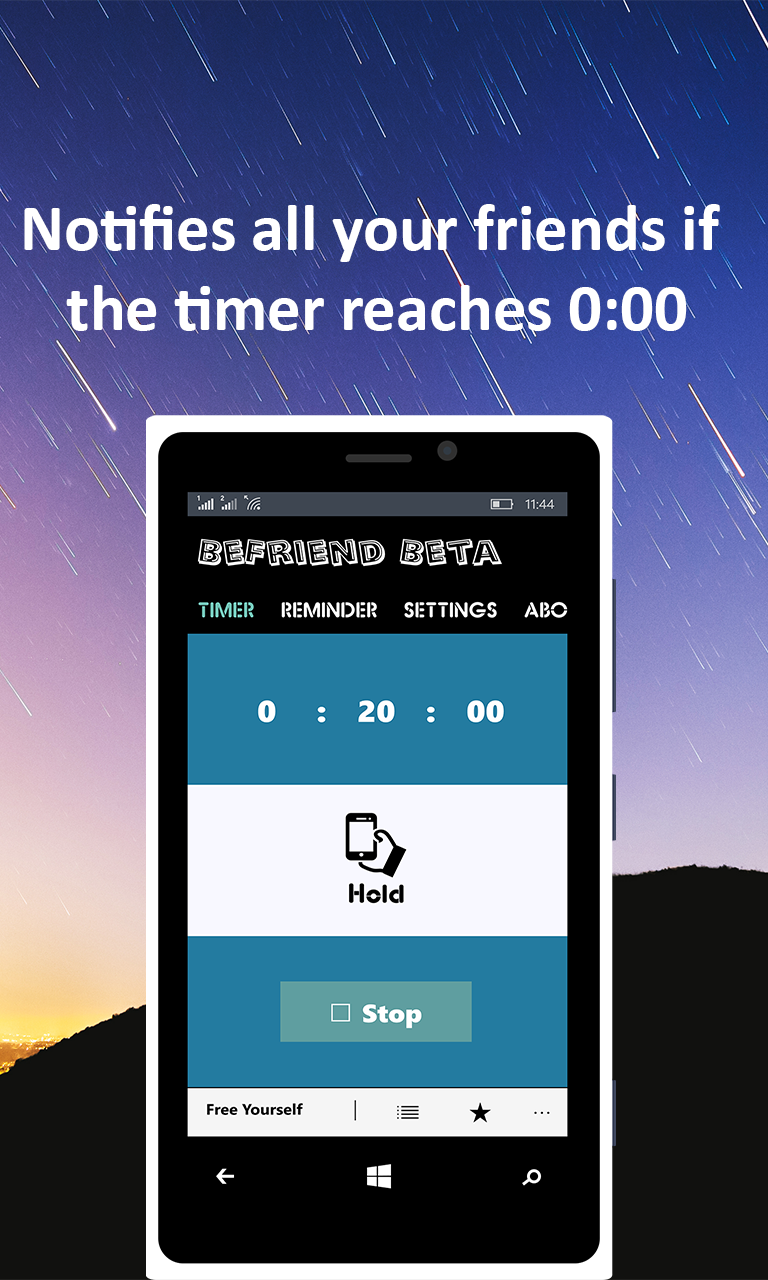 Notifies all your friends if
the timer reaches 0:00
1 2 11:44
BEFRIEND BETA
TIMER REMINDER SETTINGS ABO
0 : 20 : 00
Hold
Stop
Free Yourself